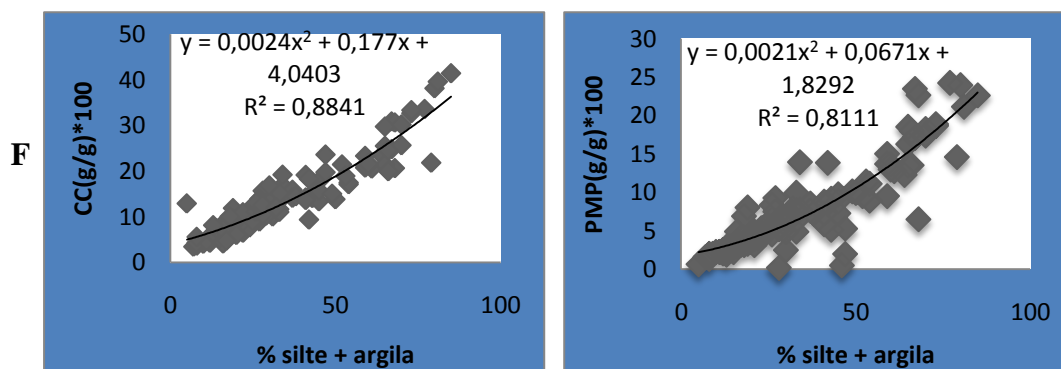 F
y = 0,0024x² + 0,177x +
4,0403
R² = 0,8841
CC(g/g)*100
50
40
30
20
10
0
0 50 100
% silte + argila
y = 0,0021x² + 0,0671x +
1,8292
R² = 0,8111
PMP(g/g)*100
30
25
20
15
10
5
0
0 50 100
% silte + argila